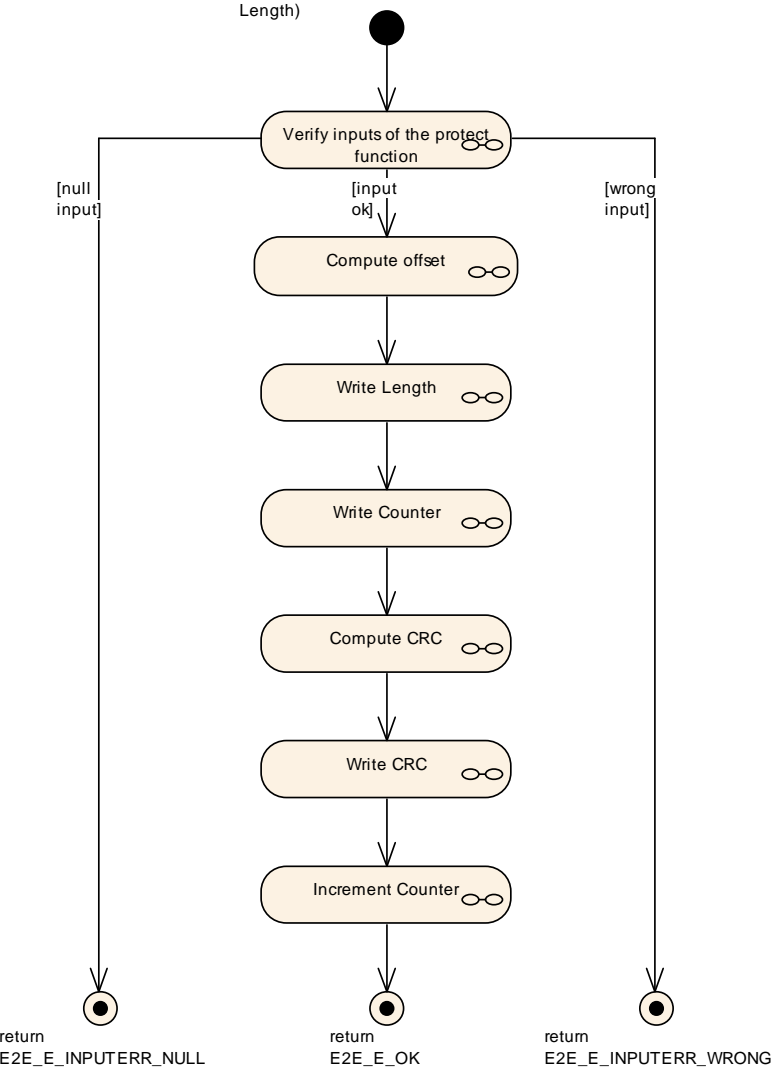 Length)
Verify inputs of the protect
function
[null
input]
[input
ok]
[wrong
input]
Compute offset
Write Length
Write Counter
Compute CRC
Write CRC
Increment Counter
return
E2E_E_INPUTERR_NULL
return
E2E_E_OK
return
E2E_E_INPUTERR_WRONG